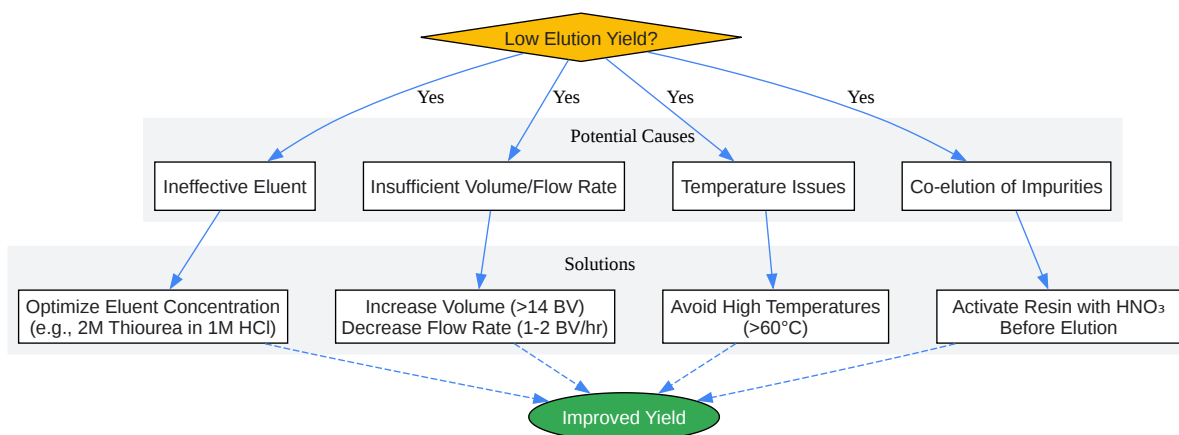 Low Elution Yield?
Yes
Yes
Yes
Yes
Potential Causes
Ineffective Eluent
Insufficient Volume/Flow Rate
Temperature Issues
Co-elution of Impurities
Solutions
Optimize Eluent Concentration
(e.g., 2M Thiourea in 1M HCl)
Increase Volume (>14 BV)
Decrease Flow Rate (1-2 BV/hr)
Avoid High Temperatures
(>60°C)
Activate Resin with HNO₃
Before Elution
Improved Yield